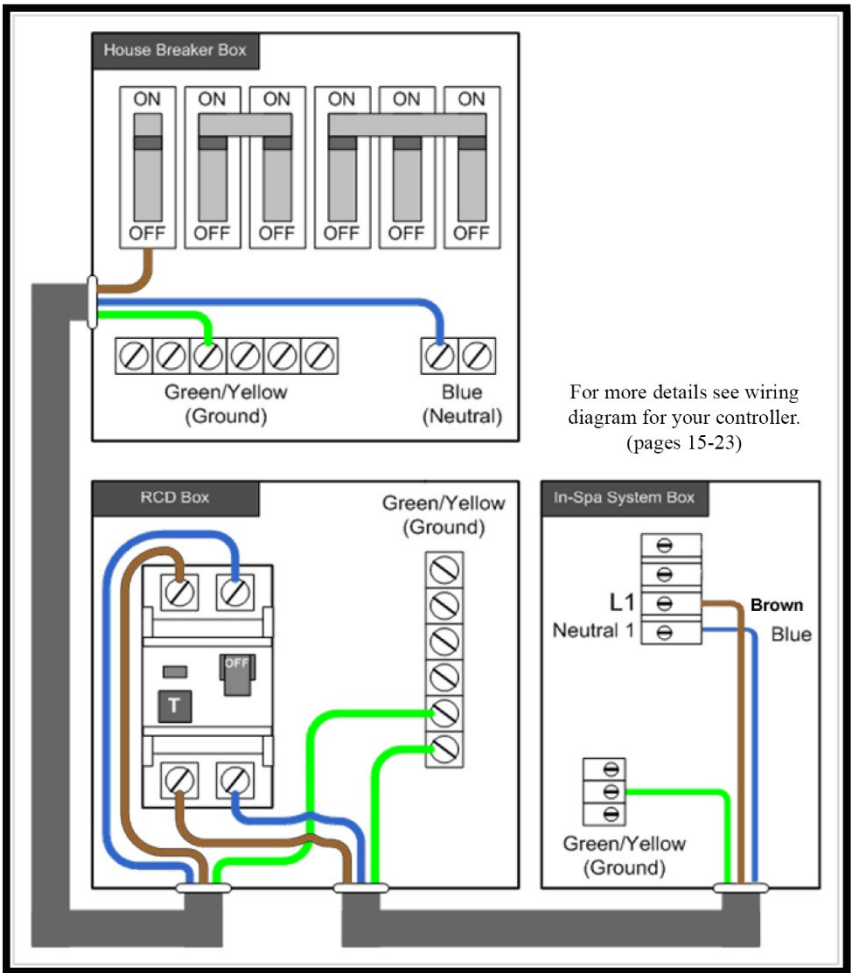 House Breaker Box
ON ON ON ON ON ON
OFF OFF OFF OFF OFF OFF
Green/Yellow
(Ground)
Blue
(Neutral)
For more details see wiring
diagram for your controller.
(pages 15-23)
RCD Box
Green/Yellow
(Ground)
OFF
T
In-Spa System Box
L1
Brown
Neutral 1
Blue
Green/Yellow
(Ground)